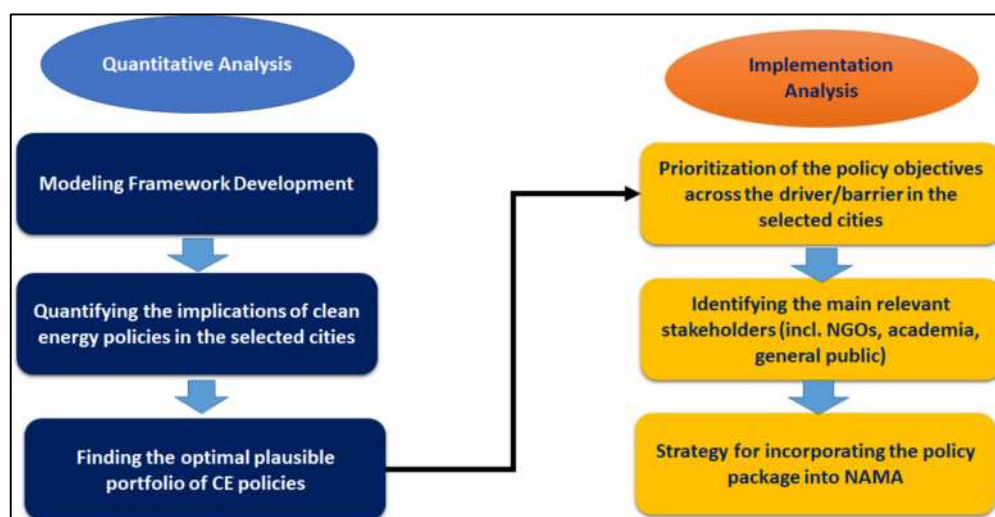 Quantitative Analysis
Modeling Framework Development
Quantifying the implications of clean
energy policies in the selected cities
Finding the optimal plausible
portfolio of CE policies
Implementation
Analysis
Prioritization of the policy objectives
across the driver/barrier in the
selected cities
Identifying the main relevant
stakeholders (incl. NGOs, academia,
general public)
Strategy for incorporating the policy
package into NAMA